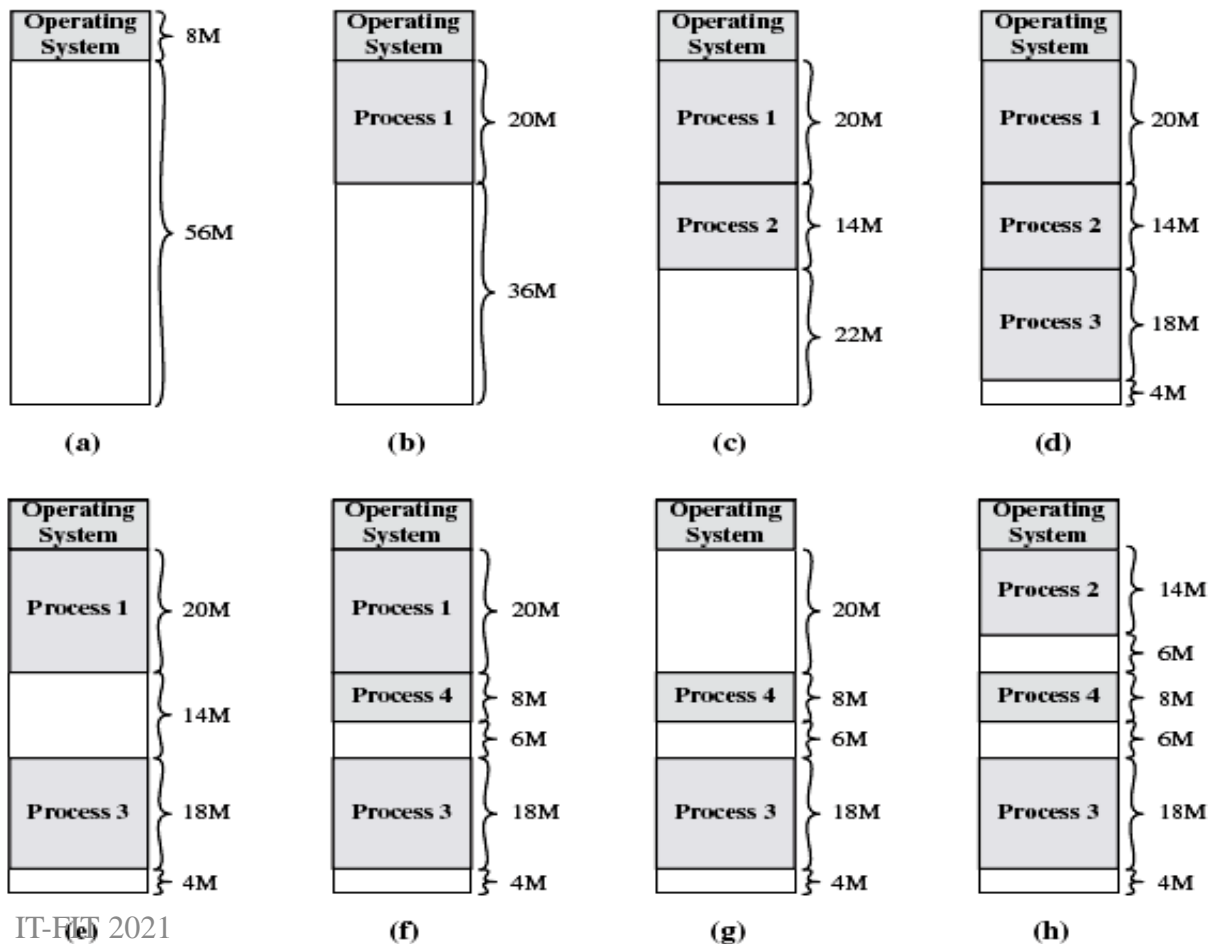 Operating
System
8M
56M
(a)
Operating
System
Process 1
20M
36M
(b)
Operating
System
Process 1
20M
Process 2
14M
22M
(c)
Operating
System
Process 1
20M
Process 2
14M
Process 3
18M
4M
(d)
Operating
System
Process 1
20M
14M
Process 3
18M
4M
(e)
Operating
System
Process 1
20M
Process 4
8M
6M
Process 3
18M
4M
(f)
Operating
System
20M
Process 4
8M
6M
Process 3
18M
4M
(g)
Operating
System
Process 2
14M
6M
Process 4
8M
6M
Process 3
18M
4M
(h)
IT-FIT 2021